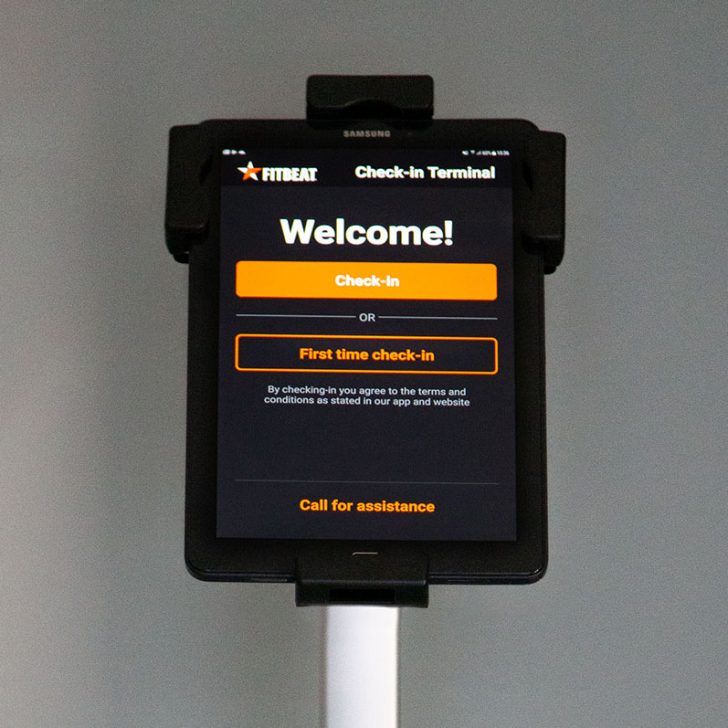 SAMSUNG
FITBEAT
Check-in Terminal
Welcome!
Check-in
OR
First time check-in
By checking-in you agree to the terms and
conditions as stated in our app and website
Call for assistance